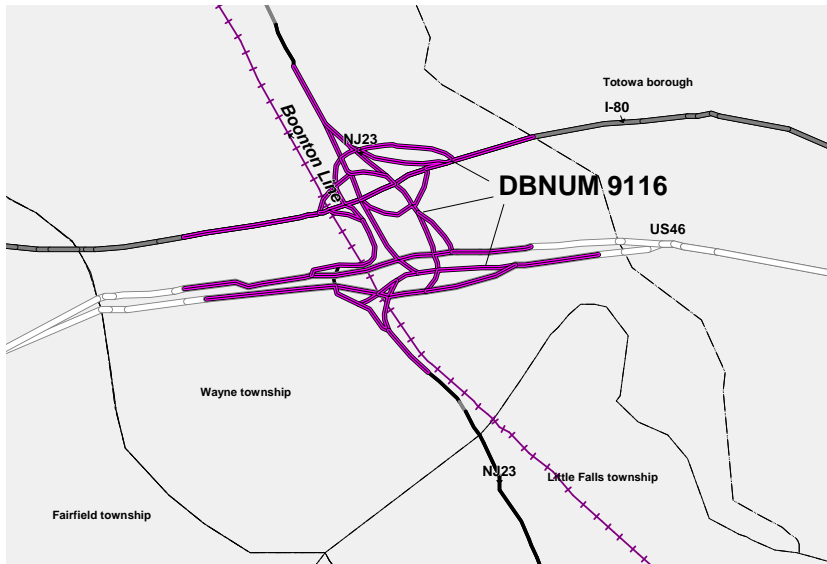 Totowa borough
I-80
Boonton Line
NJ23
DBNUM 9116
US46
Wayne township
NJ23
Little Falls township
Fairfield township